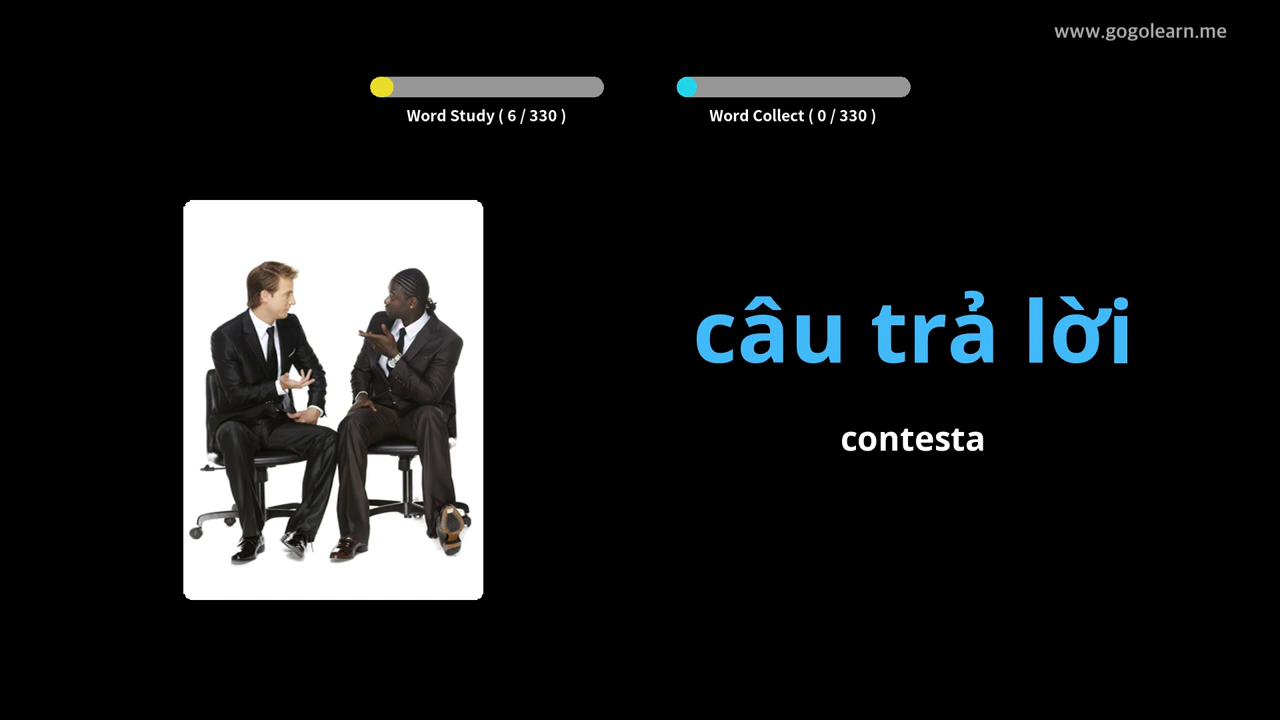 www.gogolearn.me
Word Study ( 6 / 330 )
Word Collect ( 0 / 330 )
câu trả lời
contesta